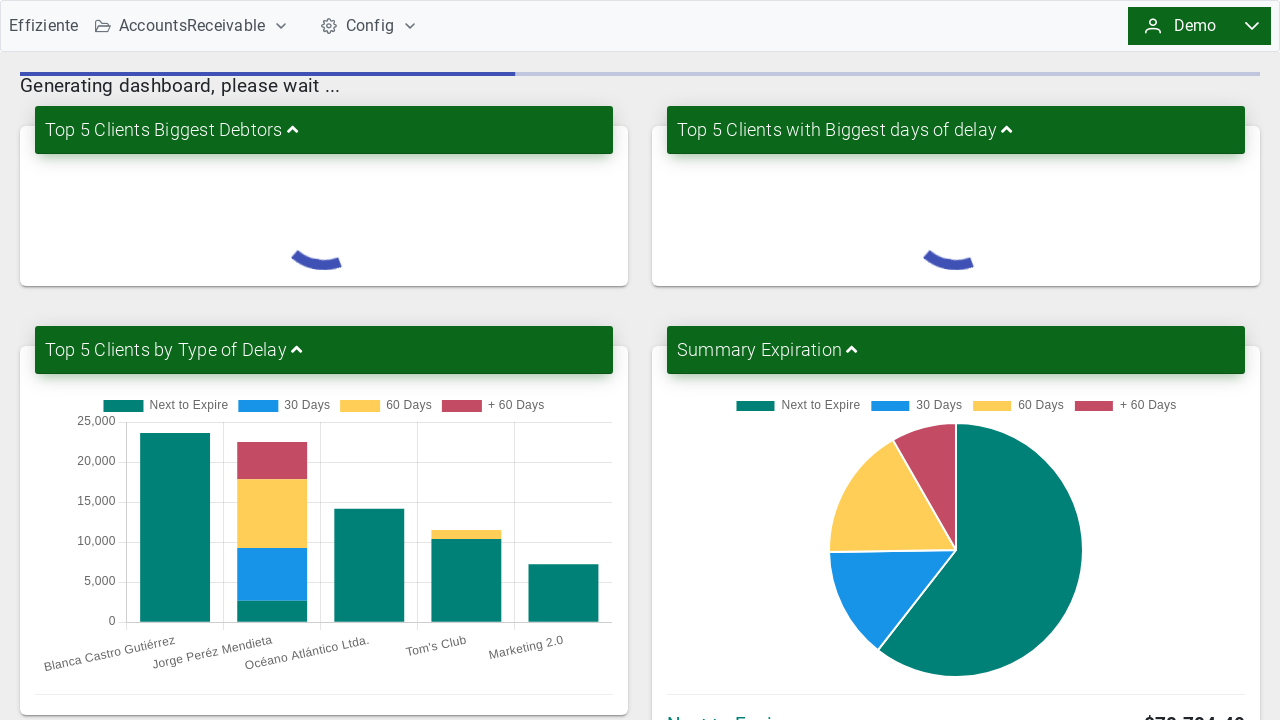 Effiziente
AccountsReceivable
Config
Demo
Generating dashboard, please wait ...
Top 5 Clients Biggest Debtors
Top 5 Clients with Biggest days of delay
Top 5 Clients by Type of Delay
Next to Expire 30 Days 60 Days + 60 Days
25,000
20,000
15,000
10,000
5,000
0
Blanca Castro Gutiérrez
Jorge Peréz Mendieta
Océano Atlántico Ltda.
Tom's Club
Marketing 2.0
Summary Expiration
Next to Expire 30 Days 60 Days + 60 Days